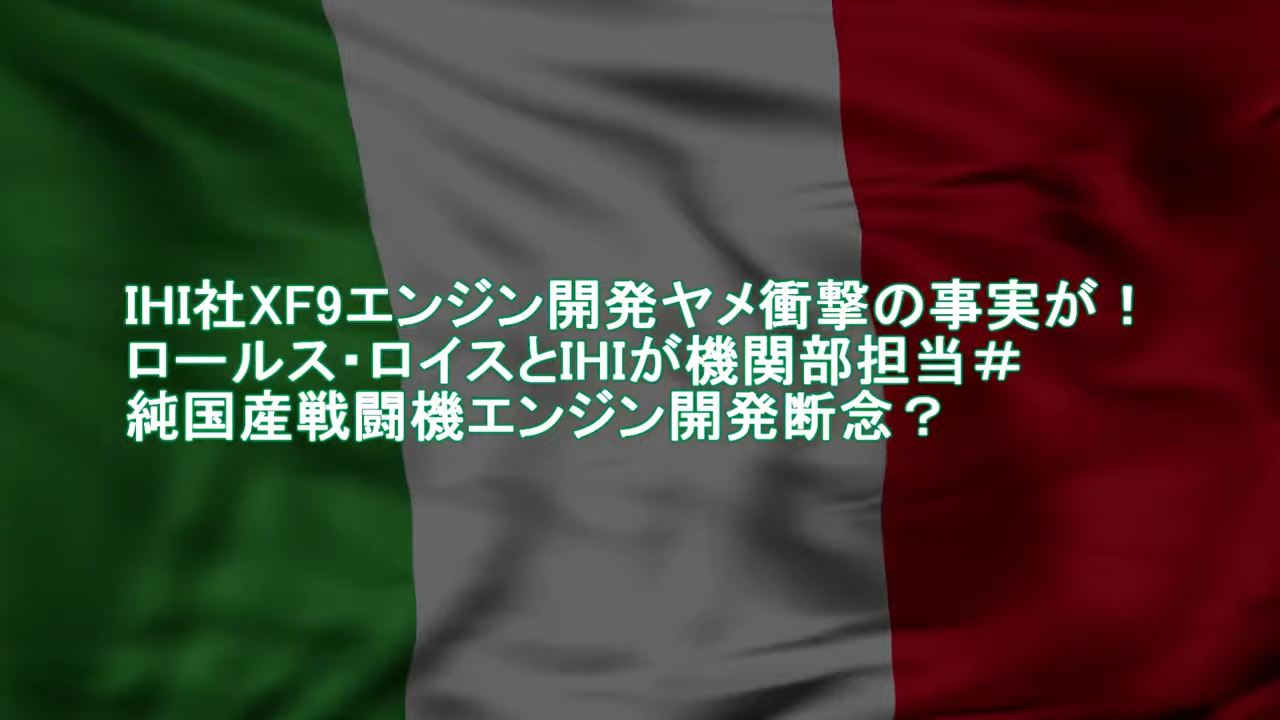 IHI社XF9エンジン開発ヤメ衝撃の事実が！
ロールス・ロイスとIHIが機関部担当＃
純国産戦闘機エンジン開発断念？